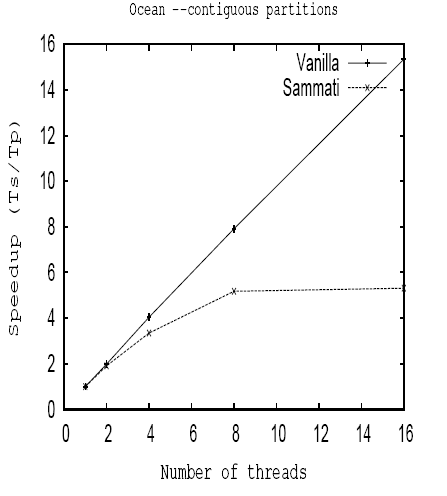 Ocean --contiguous partitions
Vanilla
Sammati
Speedup (Ts/Tp)
16
14
12
10
8
6
4
2
0
0 2 4 6 8 10 12 14 16
Number of threads